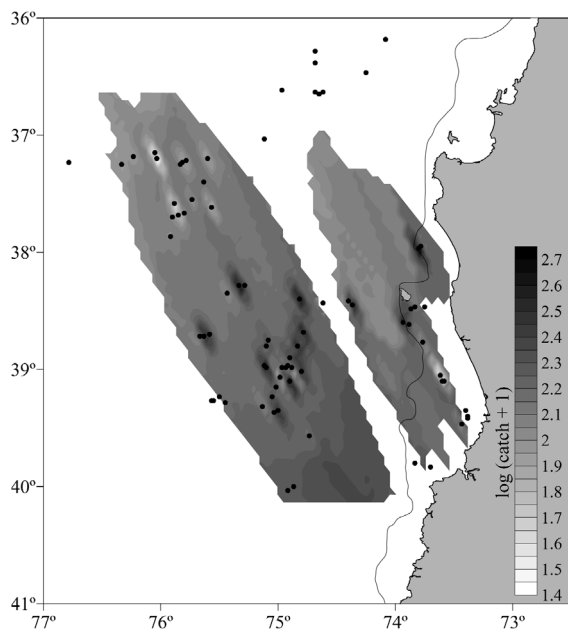 36º
37º
38º
39º
40º
41º
77º
76º
75º
74º
73º
log (catch + 1)
2.7
2.6
2.5
2.4
2.3
2.2
2.1
2
1.9
1.8
1.7
1.6
1.5
1.4